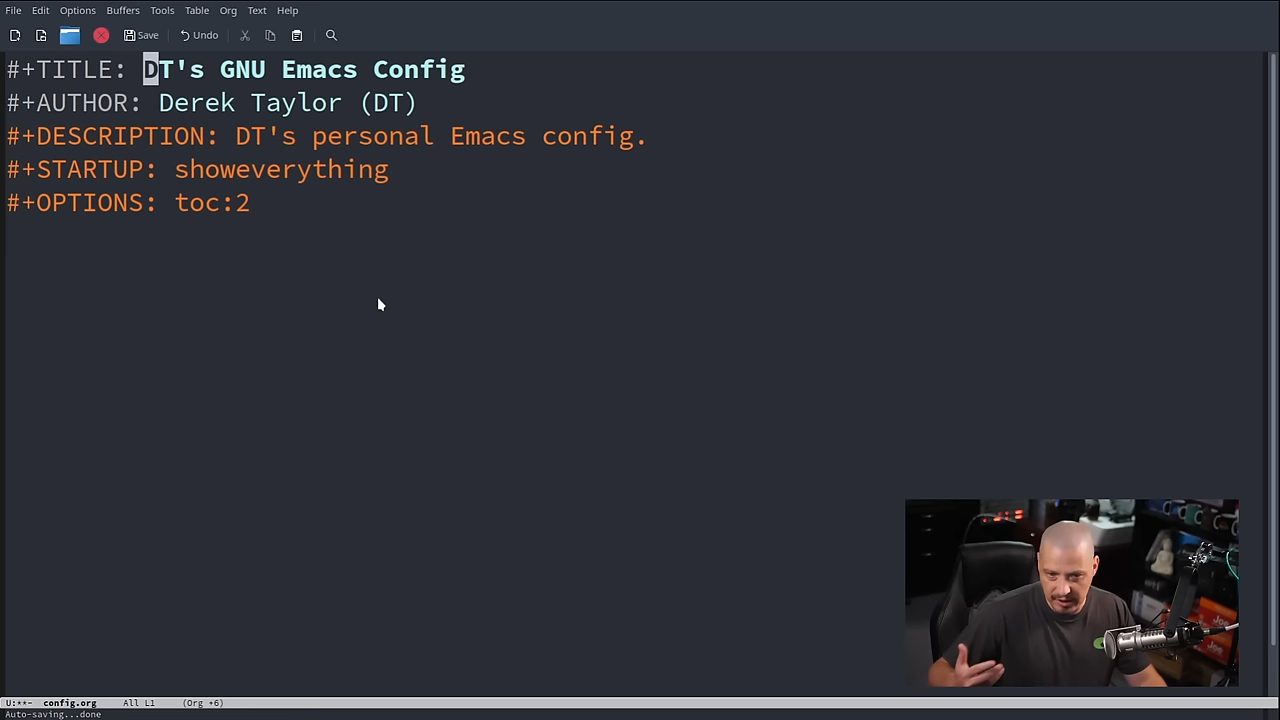 File Edit Options Buffers Tools Table Org Text Help
Save Undo
#+TITLE: DT's GNU Emacs Config
#+AUTHOR: Derek Taylor (DT)
#+DESCRIPTION: DT's personal Emacs config.
#+STARTUP: showeverything
#+OPTIONS: toc:2
U:**- config.org All L1 (Org +6)
Auto-saving...done